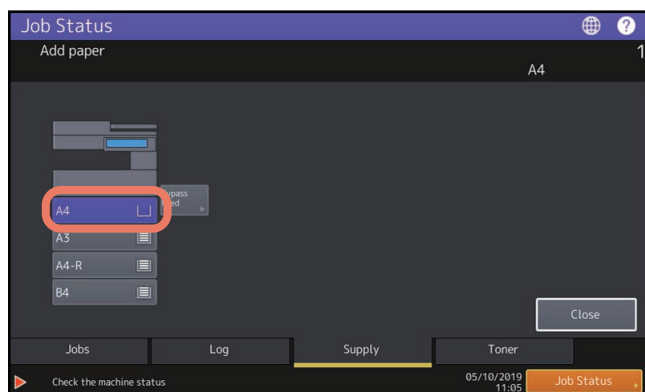 Job Status
?
Add paper
1
A4
A4
A3
A4-R
B4
Close
Jobs Log Supply Toner
Check the machine status
05/10/2019
11:05
Job Status